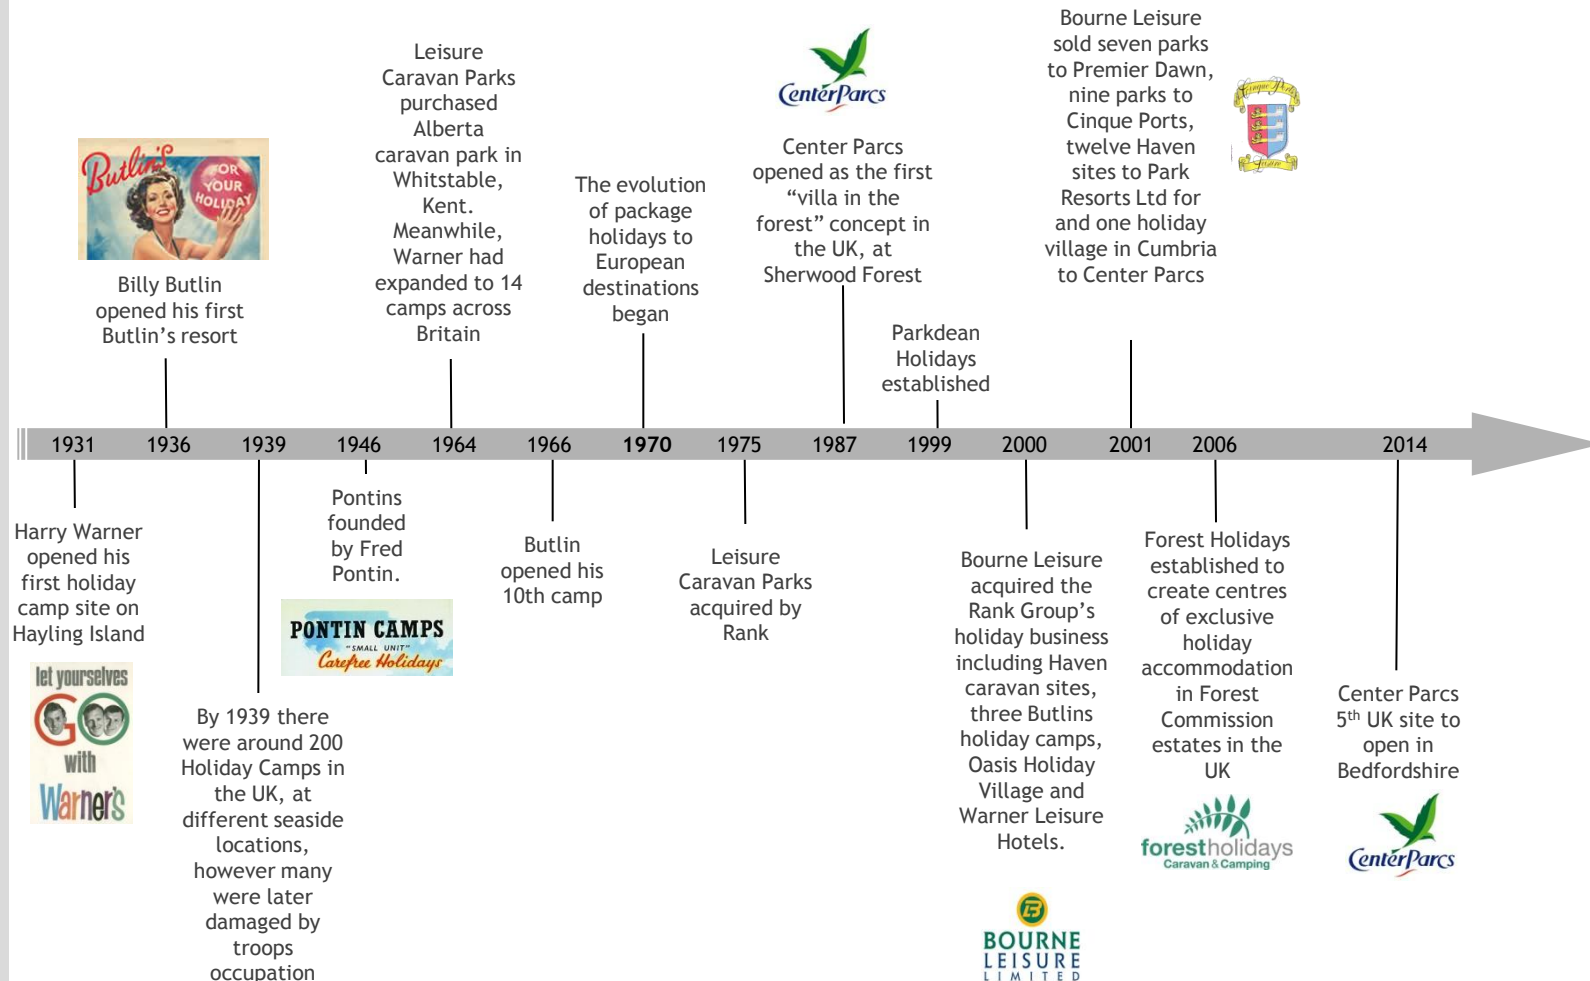 Butlin's
FOR
YOUR
HOLIDAY
Billy Butlin
opened his first
Butlin’s resort
Leisure
Caravan Parks
purchased
Alberta
caravan park in
Whitstable,
Kent.
Meanwhile,
Warner had
expanded to 14
camps across
Britain
The evolution
of package
holidays to
European
destinations
began
CenterParcs
Center Parcs
opened as the first
“villa in the
forest” concept in
the UK, at
Sherwood Forest
Parkdean
Holidays
established
Bourne Leisure
sold seven parks
to Premier Dawn,
nine parks to
Cinque Ports,
twelve Haven
sites to Park
Resorts Ltd for
and one holiday
village in Cumbria
to Center Parcs
Cinque Ports
Leisure
1931 1936 1939 1946 1964 1966 1970 1975 1987 1999 2000 2001 2006 2014
Harry Warner
opened his
first holiday
camp site on
Hayling Island
let yourselves
GO
with
Warner's
By 1939 there
were around 200
Holiday Camps in
the UK, at
different seaside
locations,
however many
were later
damaged by
troops
occupation
Pontins
founded
by Fred
Pontin.
PONTIN CAMPS
"SMALL UNIT"
Carefree Holidays
Butlin
opened his
10th camp
Leisure
Caravan Parks
acquired by
Rank
Bourne Leisure
acquired the
Rank Group’s
holiday business
including Haven
caravan sites,
three Butlins
holiday camps,
Oasis Holiday
Village and
Warner Leisure
Hotels.
BOURNE
LEISURE
LIMITED
Forest Holidays
established to
create centres
of exclusive
holiday
accommodation
in Forest
Commission
estates in the
UK
forestholidays
Caravan & Camping
Center Parcs
5th UK site to
open in
Bedfordshire
CenterParcs